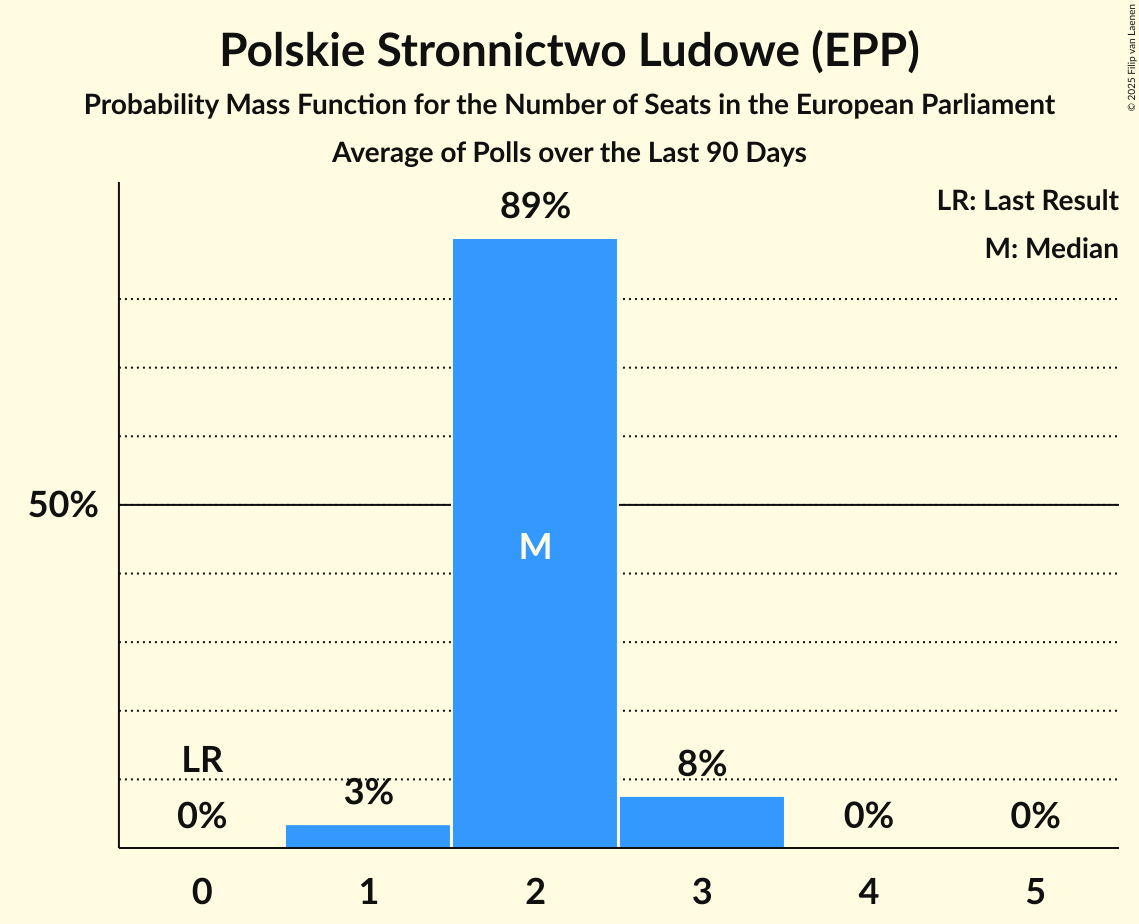 Polskie Stronnictwo Ludowe (EPP)
Probability Mass Function for the Number of Seats in the European Parliament
Average of Polls over the Last 90 Days
© 2025 Filip van Laenen
LR: Last Result
M: Median
89%
50%
M
LR
0%
3%
8%
0%
0%
0 1 2 3 4 5